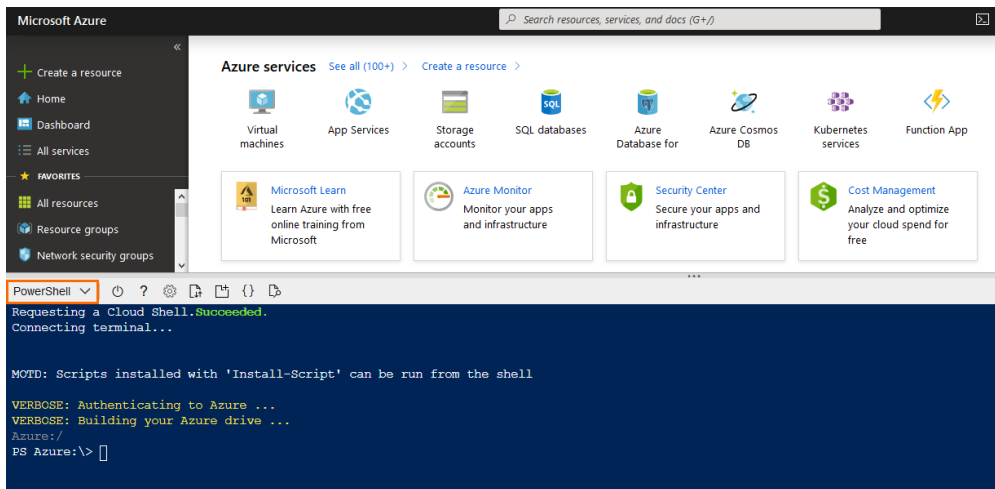 Microsoft Azure
Search resources, services, and docs (G+/)
«
Create a resource
Home
Dashboard
All services
FAVORITES
All resources
Resource groups
Network security groups
Azure services See all (100+) > Create a resource >
Virtual
machines
App Services
Storage
accounts
SQL
SQL databases
Azure
Database for
Azure Cosmos
DB
Kubernetes
services
Function App
101
Microsoft Learn
Learn Azure with free
online training from
Microsoft
Azure Monitor
Monitor your apps
and infrastructure
Security Center
Secure your apps and
infrastructure
Cost Management
Analyze and optimize
your cloud spend for
free
PowerShell ? {}
Requesting a Cloud Shell.Succeeded.
Connecting terminal...
MOTD: Scripts installed with 'Install-Script' can be run from the shell
VERBOSE: Authenticating to Azure ...
VERBOSE: Building your Azure drive ...
Azure:/
PS Azure:\>